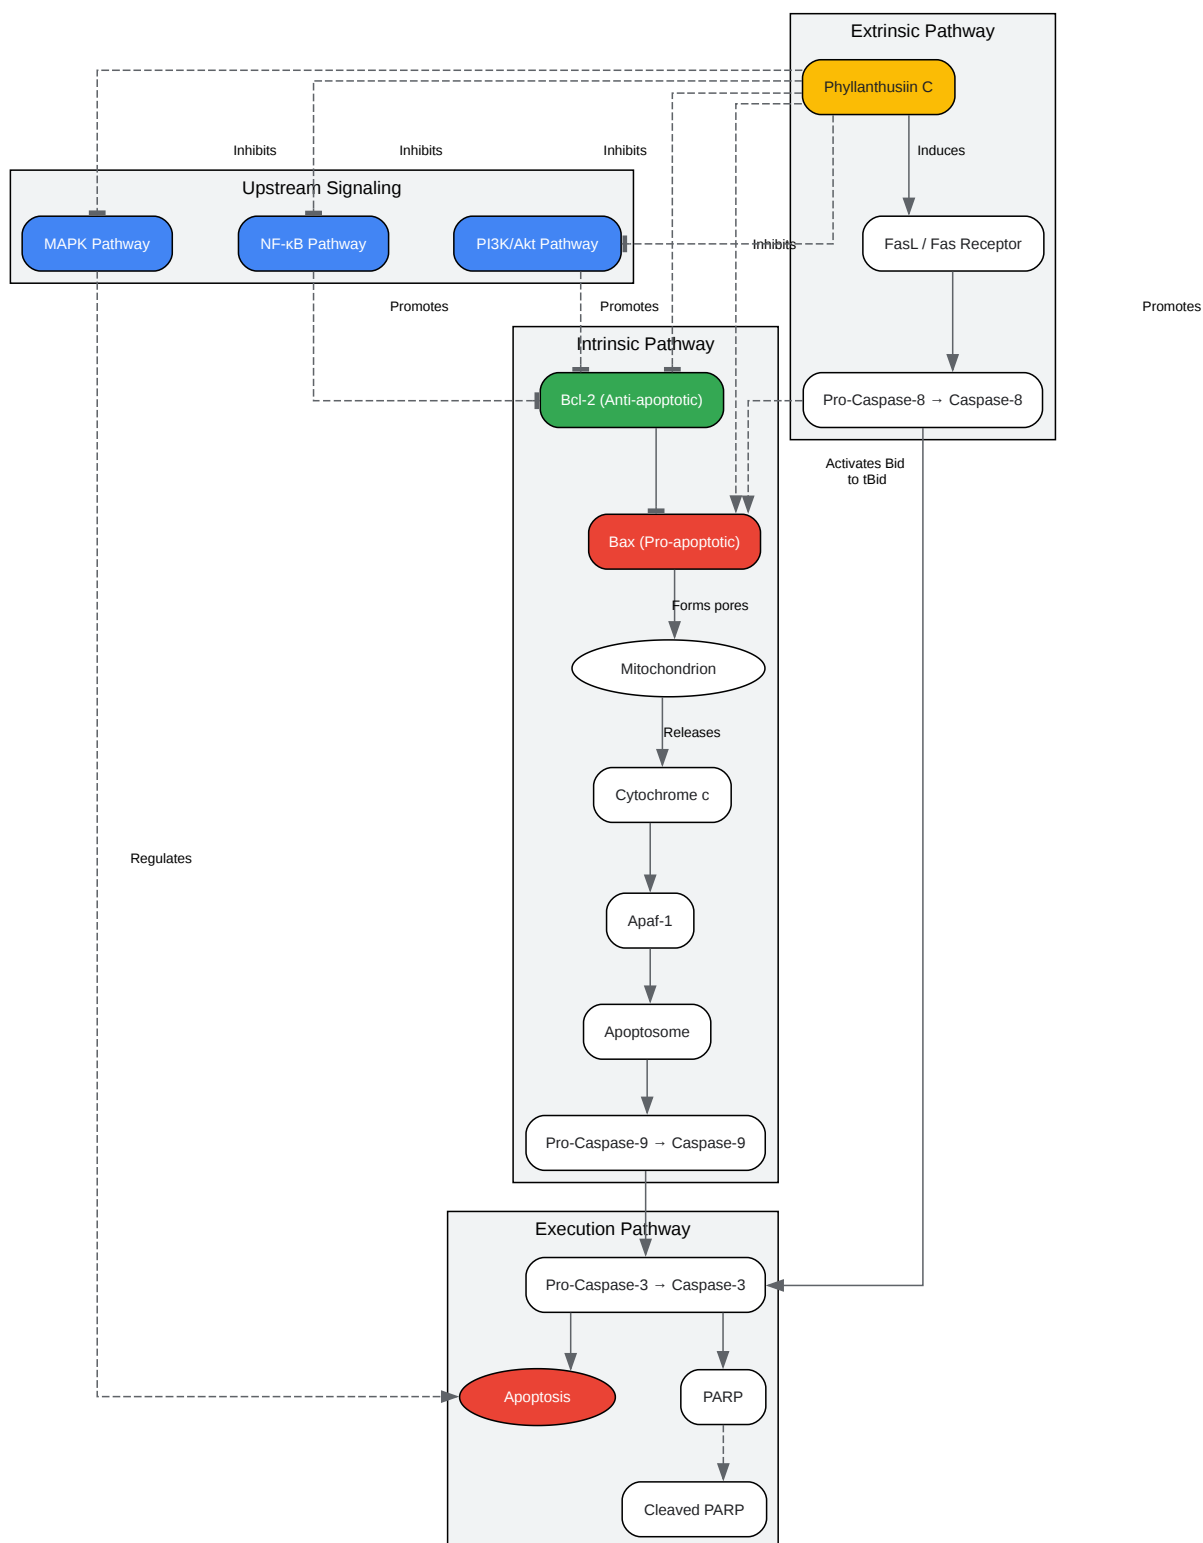 Extrinsic Pathway
Phyllanthusiin C
Inhibits
Inhibits
Inhibits
Induces
Upstream Signaling
MAPK Pathway
NF-κB Pathway
PI3K/Akt Pathway
Inhibits
FasL / Fas Receptor
Promotes
Promotes
Promotes
Intrinsic Pathway
Bcl-2 (Anti-apoptotic)
Pro-Caspase-8 → Caspase-8
Activates Bid
to tBid
Bax (Pro-apoptotic)
Forms pores
Mitochondrion
Releases
Cytochrome c
Regulates
Apaf-1
Apoptosome
Pro-Caspase-9 → Caspase-9
Execution Pathway
Pro-Caspase-3 → Caspase-3
Apoptosis
PARP
Cleaved PARP